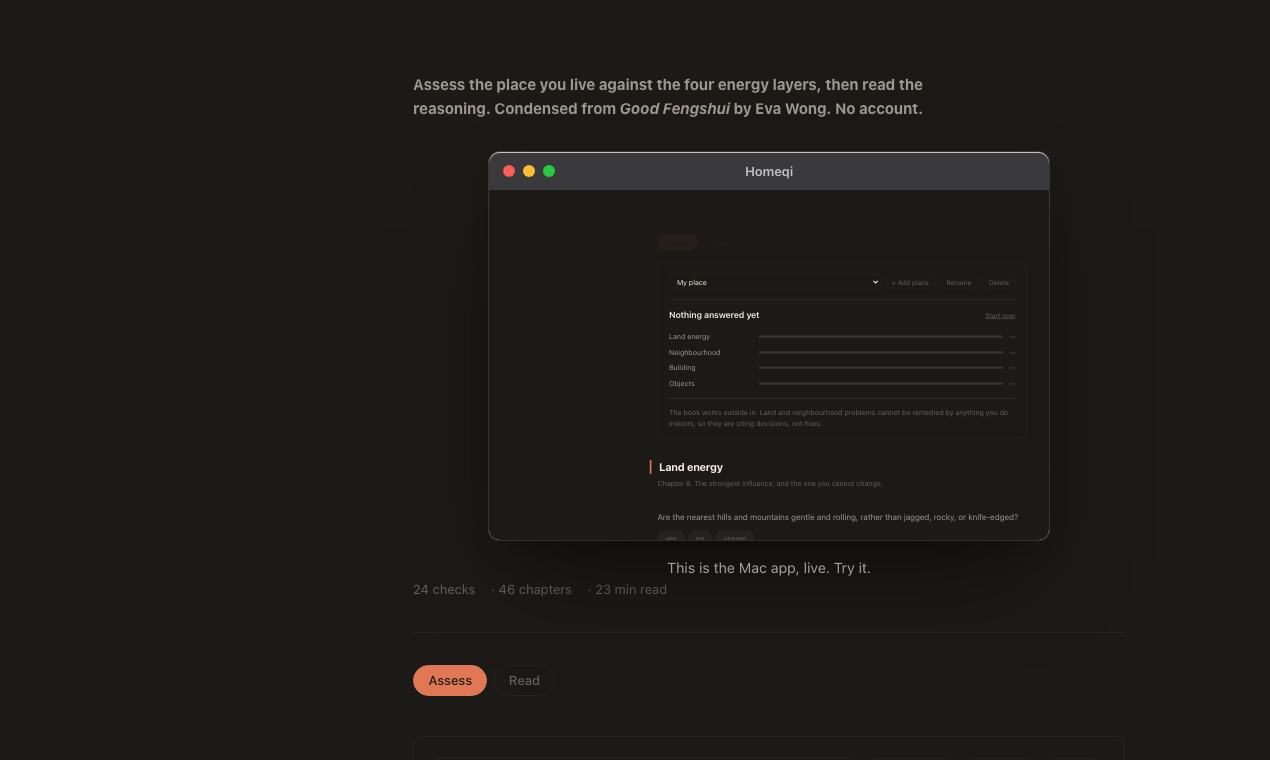 Assess the place you live against the four energy layers, then read the
reasoning. Condensed from Good Fengshui by Eva Wong. No account.
Homeqi
My place
+ Add place
Rename
Delete
Nothing answered yet
Start over
Land energy —
Neighbourhood —
Building —
Objects —
The book works outside in. Land and neighbourhood problems cannot be remedied by anything you do
indoors, so they are siting decisions, not fixes.
Land energy
Chapter 8. The strongest influence, and the one you cannot change.
Are the nearest hills and mountains gentle and rolling, rather than jagged, rocky, or knife-edged?
This is the Mac app, live. Try it.
24 checks · 46 chapters · 23 min read
Assess
Read